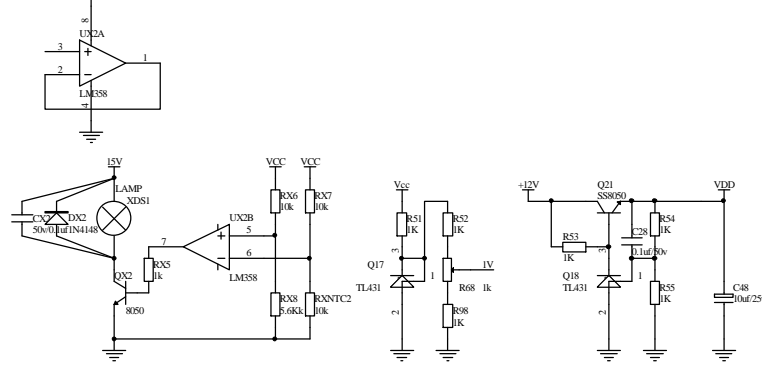 8
UX2A
3
1
2
LM358
4
15V
VCC
VCC
Vcc
+12V
Q21
VDD
LAMP
RX6
RX7
SS8050
XDS1
10k
10k
CX2
DX2
UX2B
R51
R52
R54
50v/0.1uf
1N4148
5
1K
1K
C28
1K
7
R53
0.1uf/50v
RX5
6
3
1K
3
1k
LM358
Q17
1
1V
Q18
1
QX2
TL431
R68
1k
TL431
RX8
RXNTC2
R55
C48
8050
5.6Kk
10k
2
R98
2
1K
10uf/25
1K